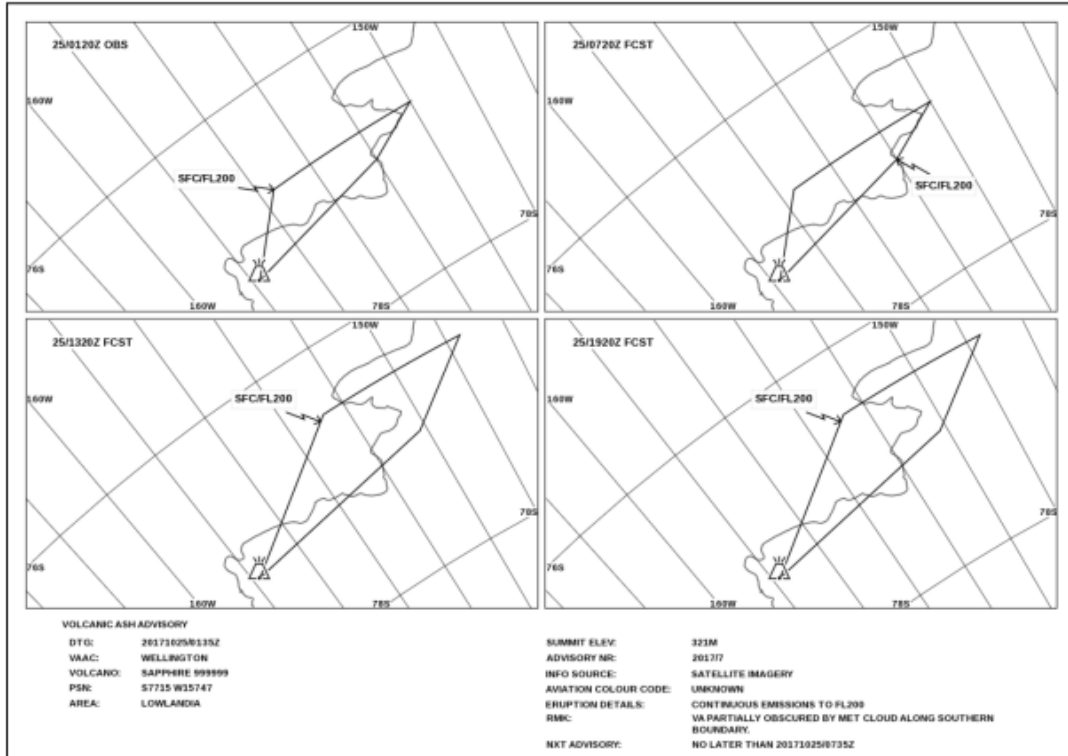 150W
25/0120Z OBS
160W
SFC/FL200
78S
76S
160W
78S
150W
25/0720Z FCST
160W
SFC/FL200
78S
76S
160W
78S
150W
25/1320Z FCST
SFC/FL200
160W
78S
76S
160W
78S
150W
25/1920Z FCST
SFC/FL200
160W
78S
76S
160W
78S
VOLCANIC ASH ADVISORY
DTG: 20171025/0135Z
VAAC: WELLINGTON
VOLCANO: SAPPHIRE 999999
PSN: S7715 W15747
AREA: LOWLANDIA
SUMMIT ELEV: 321M
ADVISORY NR: 2017/7
INFO SOURCE: SATELLITE IMAGERY
AVIATION COLOUR CODE: UNKNOWN
ERUPTION DETAILS: CONTINUOUS EMISSIONS TO FL200
RMK: VA PARTIALLY OBSCURED BY MET CLOUD ALONG SOUTHERN
BOUNDARY.
NXT ADVISORY: NO LATER THAN 20171025/0735Z